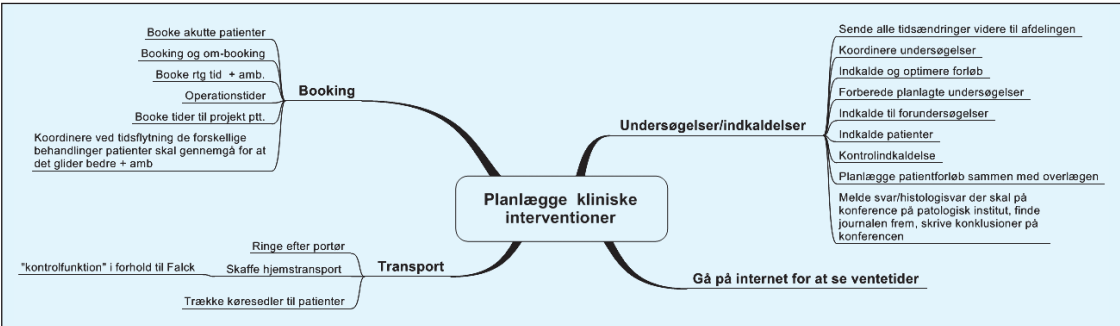 Booke akutte patienter
Booking og om-booking
Booke rtg tid + amb.
Operationstider
Booke tider til projekt ptt.
Koordinere ved tidsflytning de forskellige
behandlinger patienter skal gennemgå for at
det glider bedre + amb
Booking
Planlægge kliniske
interventioner
Undersøgelser/indkaldelser
Sende alle tidsændringer videre til afdelingen
Koordinere undersøgelser
Indkalde og optimere forløb
Forberede planlagte undersøgelser
Indkalde til forundersøgelser
Indkalde patienter
Kontrolindkaldelse
Planlægge patientforløb sammen med overlægen
Melde svar/histologisvar der skal på
konference på patologisk institut, finde
journalen frem, skrive konklusioner på
konferencen
Ringe efter portør
"kontrolfunktion" i forhold til Falck
Skaffe hjemstransport
Trække køresedler til patienter
Transport
Gå på internet for at se ventetider